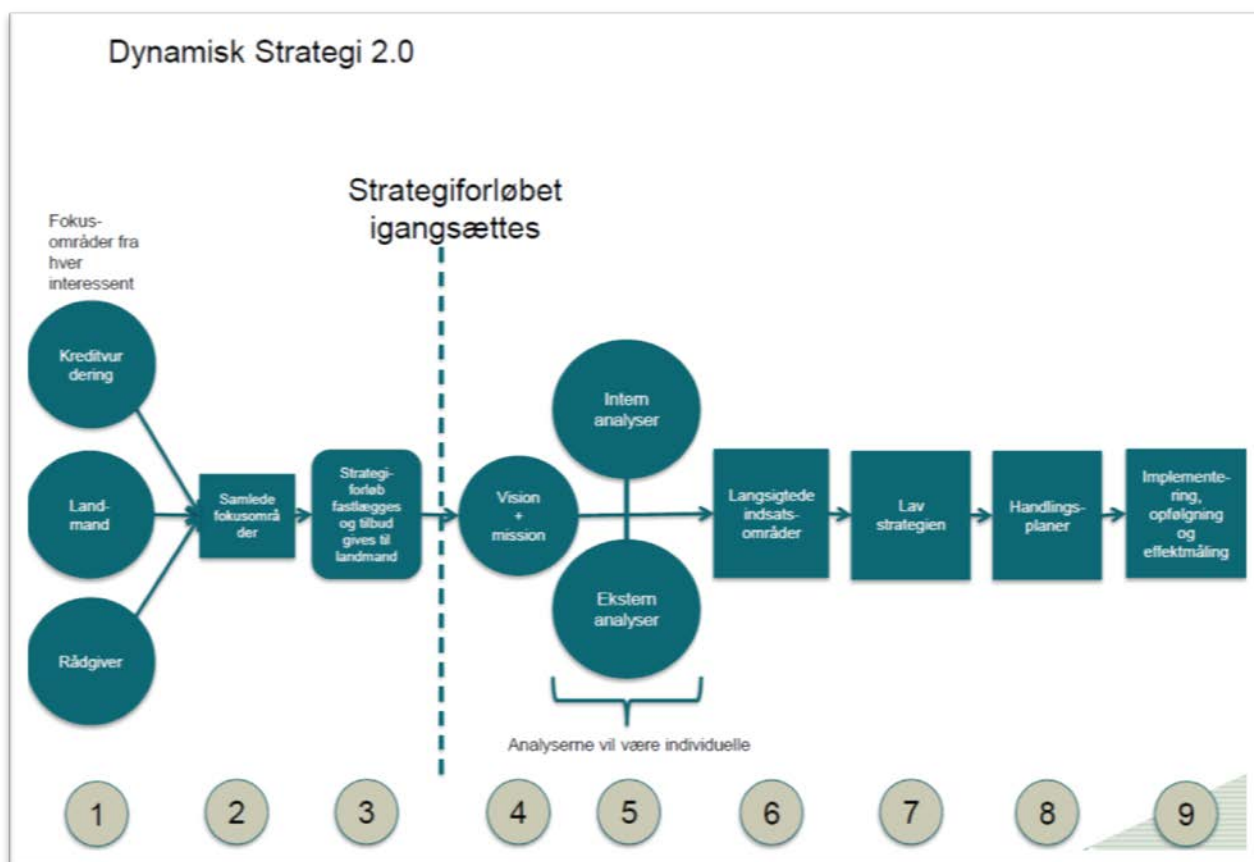 Dynamisk Strategi 2.0
Strategiforløbet
igangsættes
Fokus-
områder fra
hver
interessent
Kreditvur
dering
Land-
mand
Rådgiver
Samlede
fokusområ
der
Strategi-
forløb
fastlægges
og tilbud
gives til
landmand
Vision
+
mission
Intern
analyser
Ekstern
analyser
Analyserne vil være individuelle
Langsigtede
indsats-
områder
Lav
strategien
Handlings-
planer
Implemente-
ring,
opfølgning
og
effektmåling
1
2
3
4
5
6
7
8
9